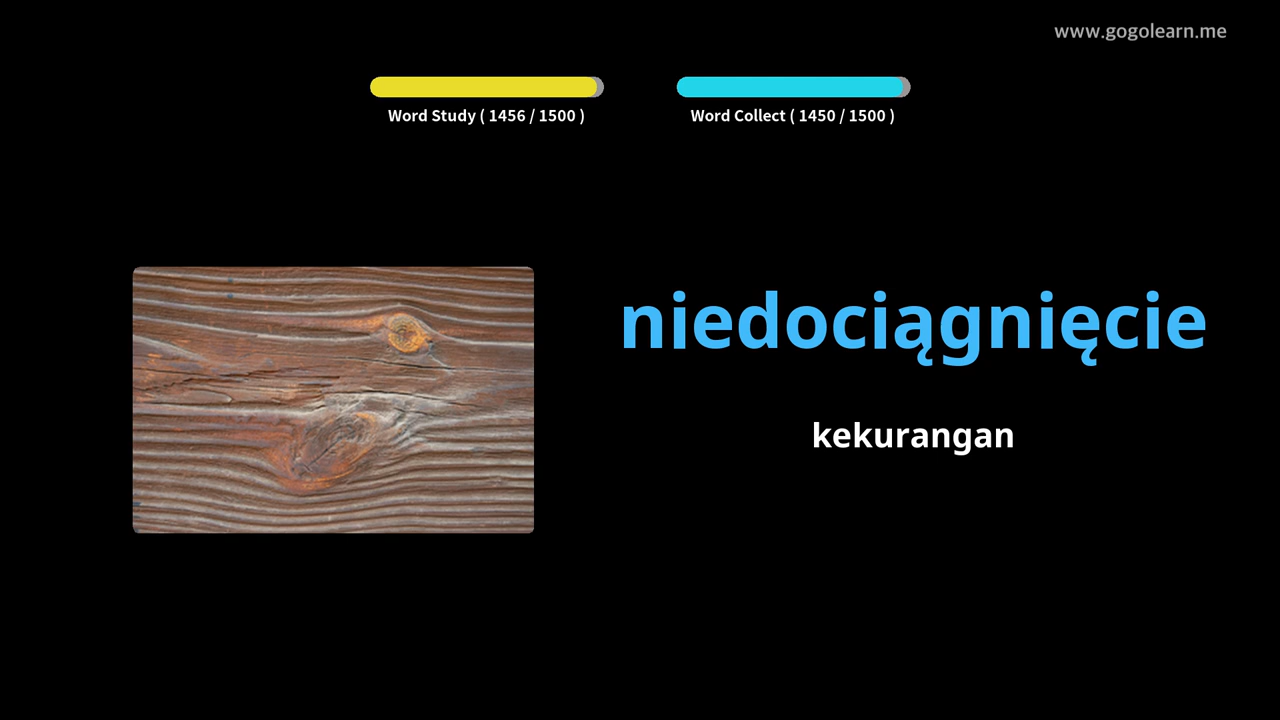 www.gogolearn.me
Word Study ( 1456 / 1500 )
Word Collect ( 1450 / 1500 )
niedociągnięcie
kekurangan